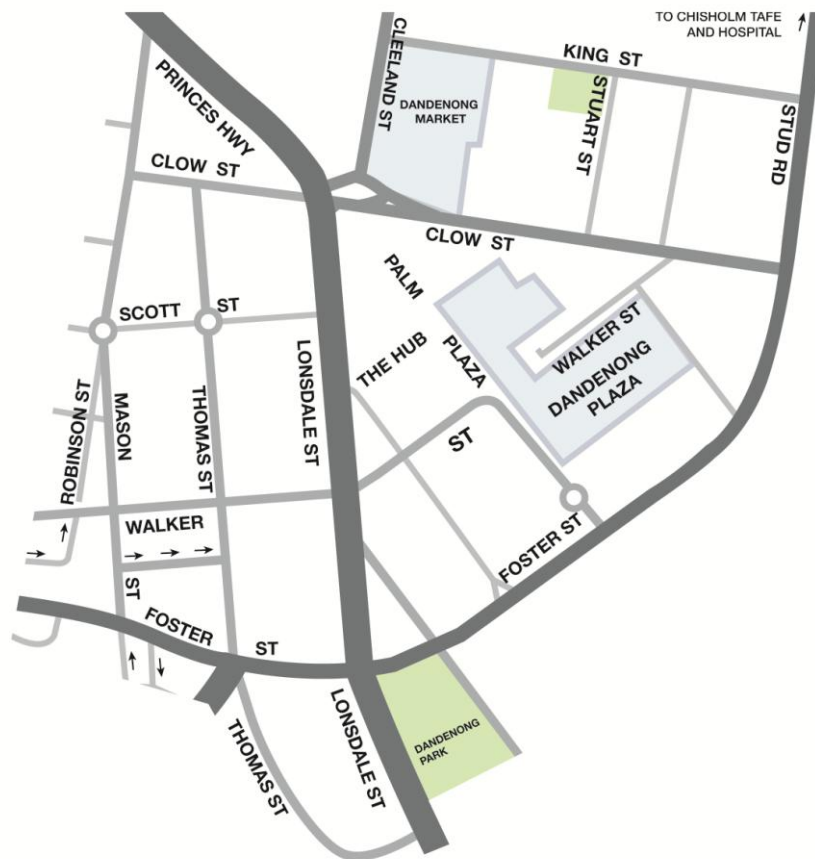 TO CHISHOLM TAFE
AND HOSPITAL
CLEELAND ST
KING ST
PRINCES HWY
DANDENONG
MARKET
STUART ST
STUD RD
CLOW ST
CLOW ST
PALM
PLAZA
SCOTT ST
THE HUB
WALKER ST
DANDENONG
PLAZA
LONSDALE ST
ROBINSON ST
MASON
ST
THOMAS ST
WALKER
ST
FOSTER ST
FOSTER ST
DANDENONG
PARK
THOMAS ST
LONSDALE ST